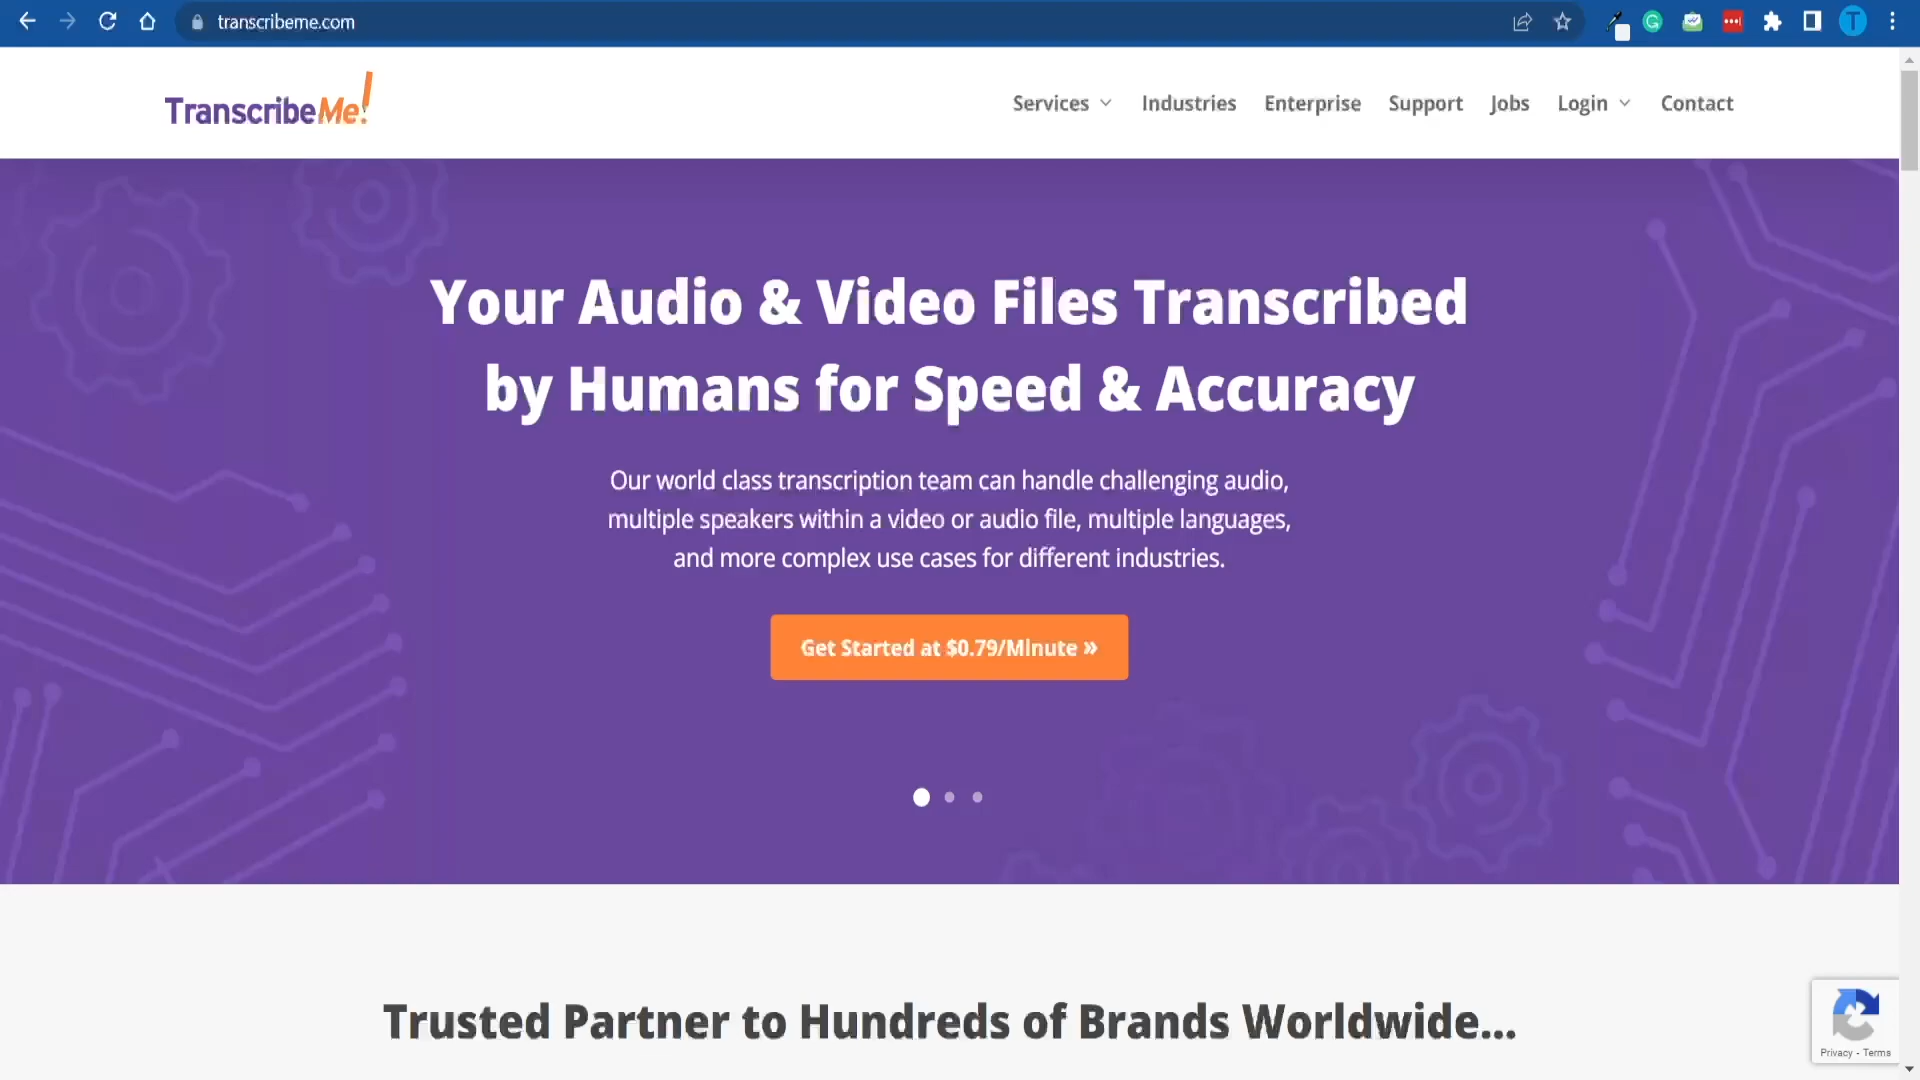 transcribeme.com
T
TranscribeMe!
Services
Industries
Enterprise
Support
Jobs
Login
Contact
Your Audio & Video Files Transcribed
by Humans for Speed & Accuracy
Our world class transcription team can handle challenging audio,
multiple speakers within a video or audio file, multiple languages,
and more complex use cases for different industries.
Get Started at $0.79/Minute »
Trusted Partner to Hundreds of Brands Worldwide...
Privacy - Terms